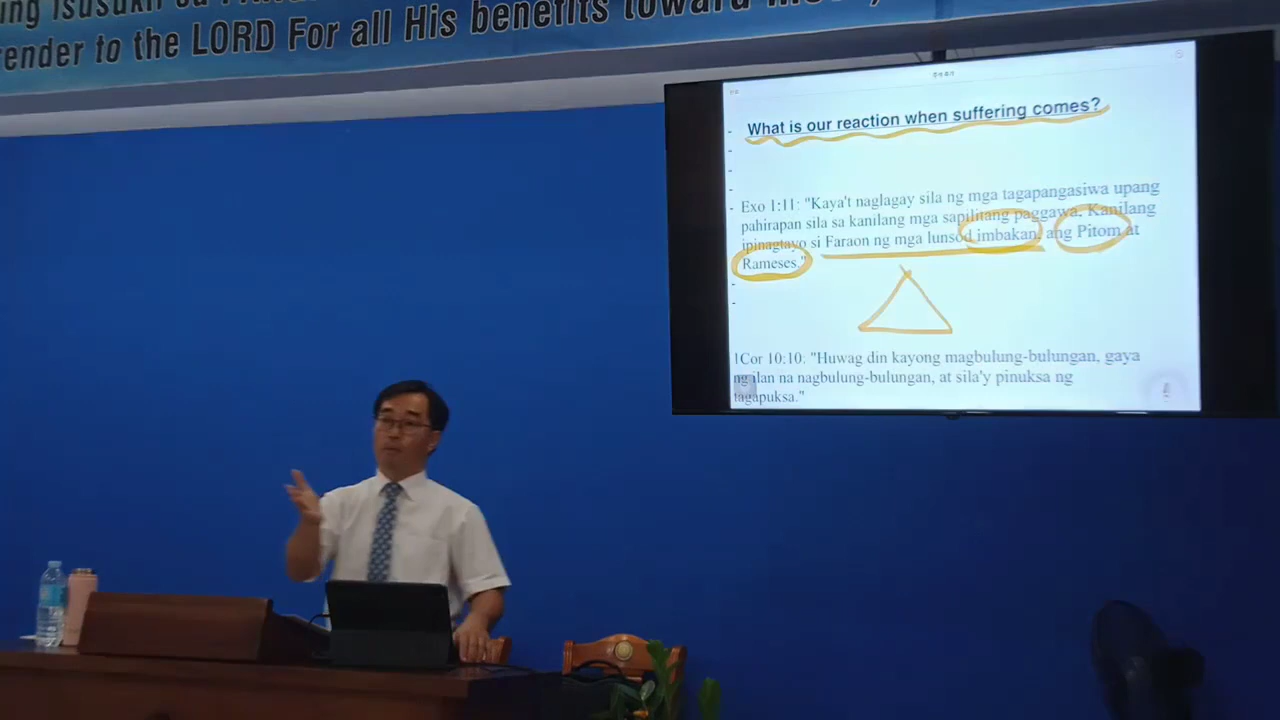 ender to the LORD For all His benefits toward
What is our reaction when suffering comes?
Exo 1:11: "Kaya't naglagay sila ng mga tagapangasiwa upang
pahirapan sila sa kanilang mga sapilitang paggawa. Kanilang
ipinagtayo si Faraon ng mga lunsod imbakan, ang Pitom at
Rameses."
1Cor 10:10: "Huwag din kayong magbulung-bulungan, gaya
ng ilan na nagbulung-bulungan, at sila'y pinuksa ng
tagapuksa."